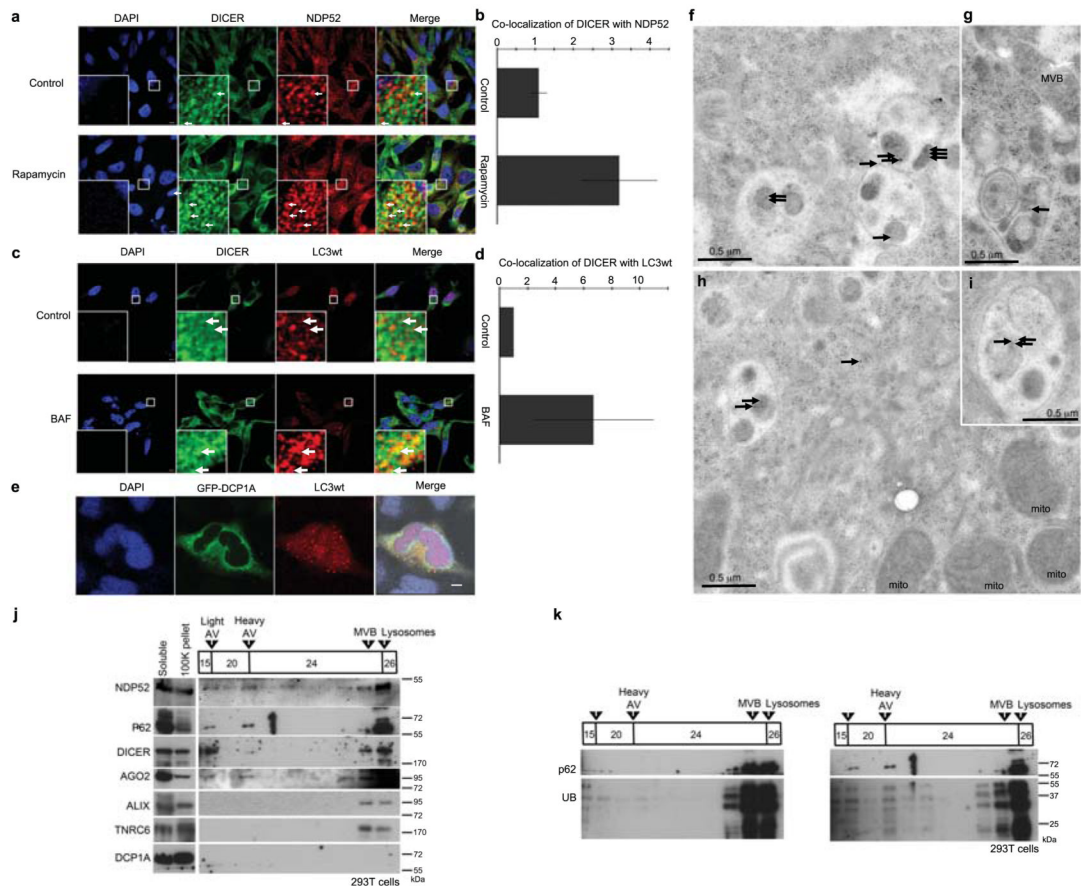 a
DAPI DICER NDP52 Merge
Control
Rapamycin
b
Co-localization of DICER with NDP52
0 1 2 3 4
Control
Rapamycin
c
DAPI DICER LC3wt Merge
Control
BAF
d
Co-localization of DICER with LC3wt
0 2 4 6 8 10
Control
BAF
e
DAPI GFP-DCP1A LC3wt Merge
f
0.5 µm
g
MVB
0.5 µm
h
0.5 µm
mito
mito
mito
mito
i
0.5 µm
j
Soluble
100K pellet
Light AV
Heavy AV
MVB Lysosomes
15 20 24 26
NDP52
55
P62
72
55
DICER
170
AGO2
95
72
ALIX
95
72
TNRC6
170
DCP1A
72
55
kDa
293T cells
k
Heavy AV
MVB Lysosomes
15 20 24 26
p62
UB
Heavy AV
MVB Lysosomes
15 20 24 26
72
55
55
37
25
kDa
293T cells